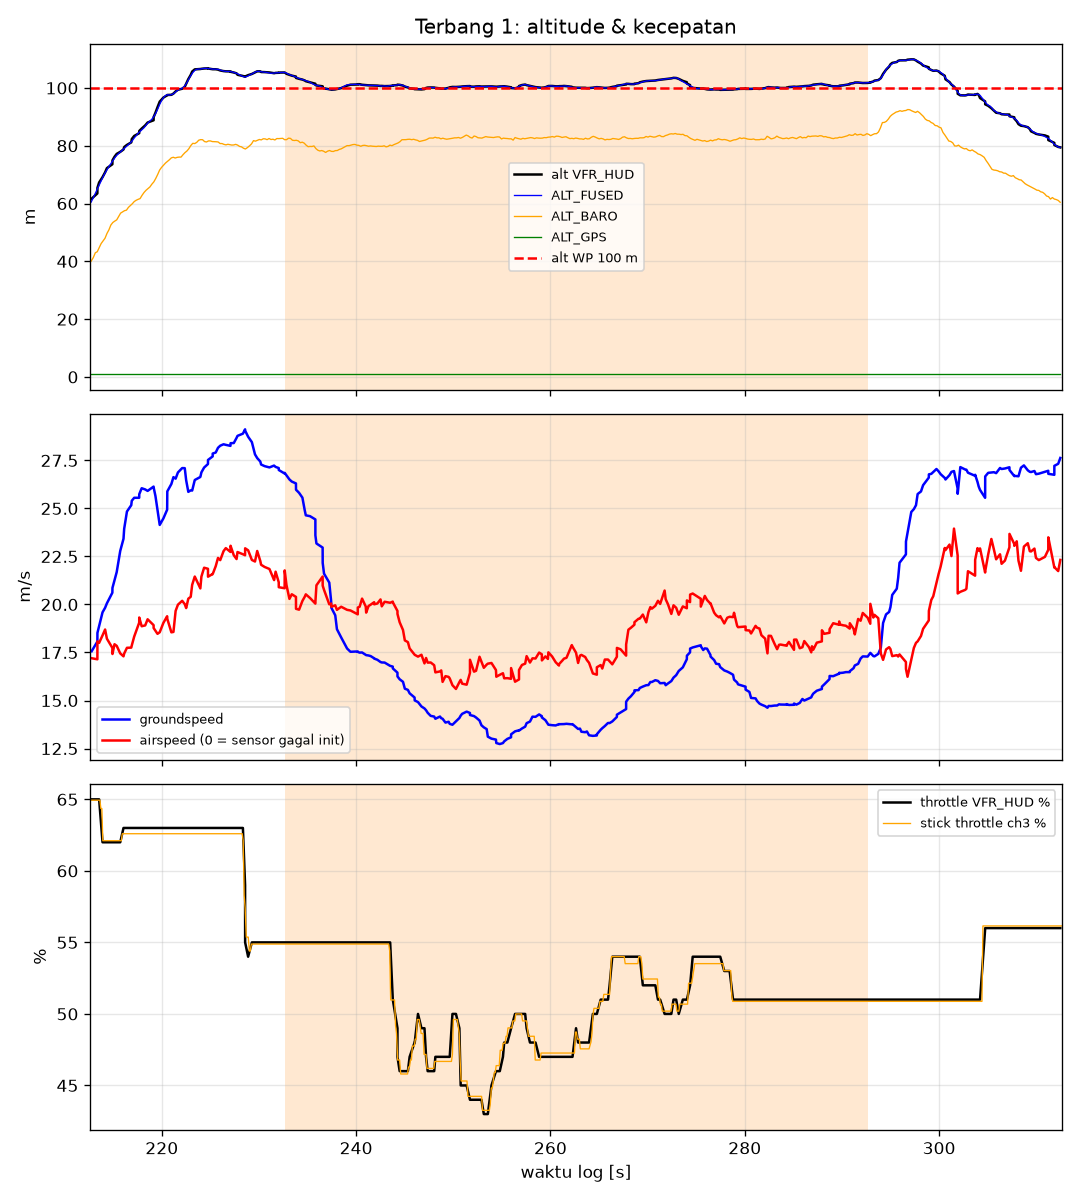 Terbang 1: altitude & kecepatan
100
80
60
40
20
0
m
alt VFR_HUD
ALT_FUSED
ALT_BARO
ALT_GPS
alt WP 100 m
27.5
25.0
22.5
20.0
17.5
15.0
12.5
m/s
groundspeed
airspeed (0 = sensor gagal init)
65
60
55
50
45
%
throttle VFR_HUD %
stick throttle ch3 %
220 240 260 280 300
waktu log [s]